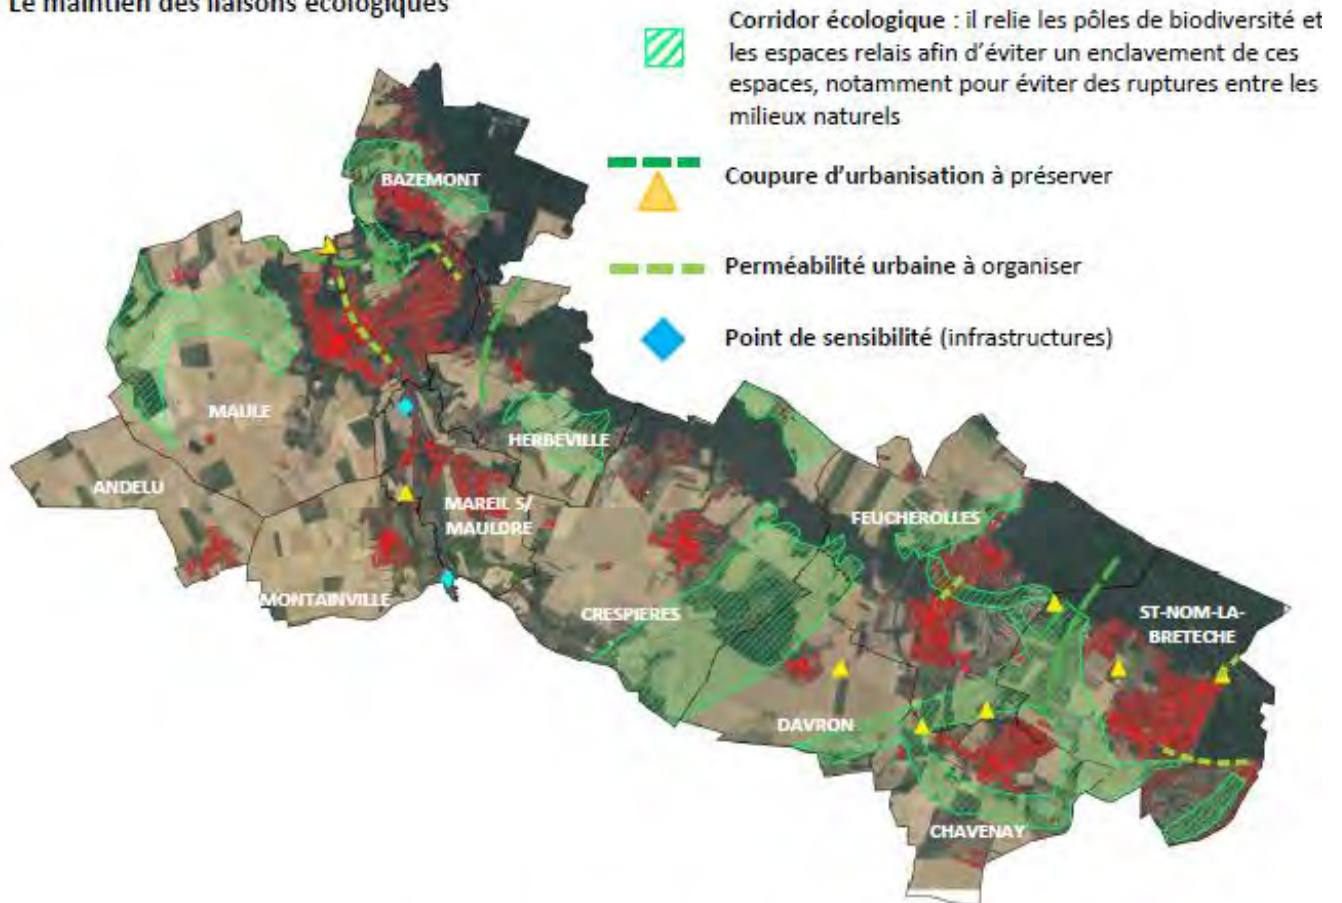 Le maintien des liaisons écologiques
Corridor écologique : il relie les pôles de biodiversité et
les espaces relais afin d'éviter un enclavement de ces
espaces, notamment pour éviter des ruptures entre les
milieux naturels
Coupure d'urbanisation à préserver
Perméabilité urbaine à organiser
Point de sensibilité (infrastructures)
BAZEMONT
MAULE
HERBEVILLE
ANDELU
MAREIL S/
MAULDRE
FEUCHEROLLES
MONTAINVILLE
CRESPIERES
ST-NOM-LA-
BRETECHE
DAVRON
CHAVENAY